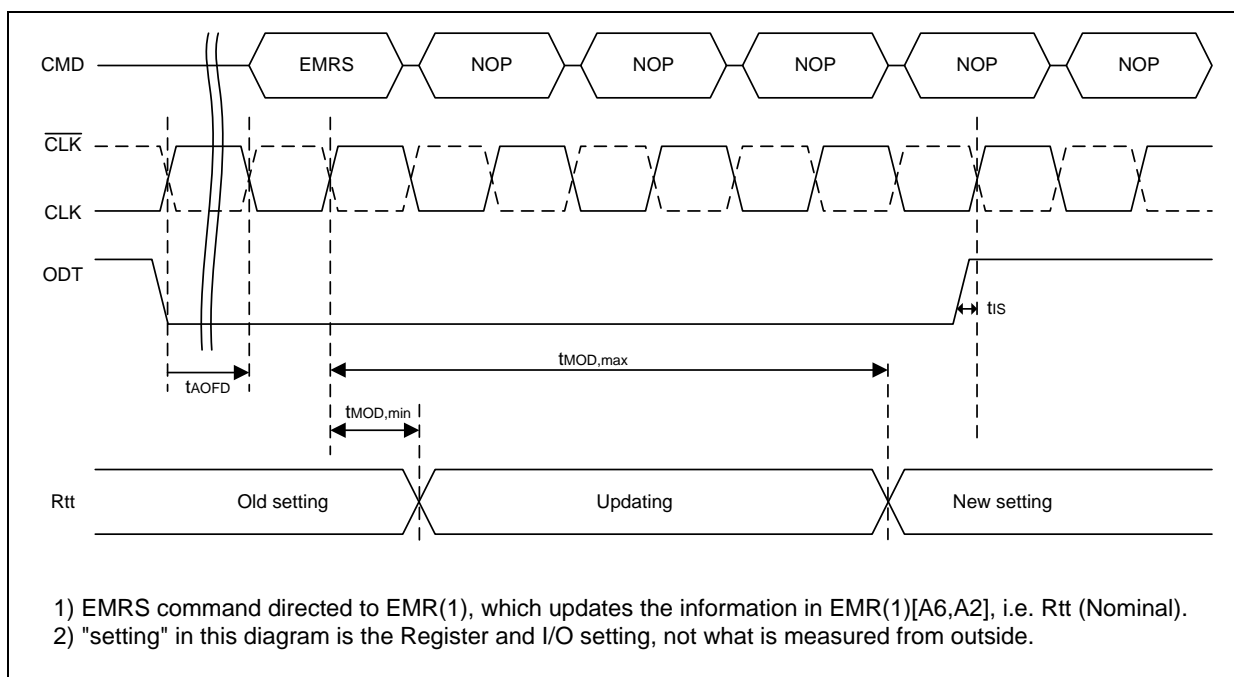 CMD EMRS NOP NOP NOP NOP NOP
CLK
CLK
ODT
tIS
tMOD,max
tAOFD
tMOD,min
Rtt Old setting Updating New setting
1) EMRS command directed to EMR(1), which updates the information in EMR(1)[A6,A2], i.e. Rtt (Nominal).
2) "setting" in this diagram is the Register and I/O setting, not what is measured from outside.